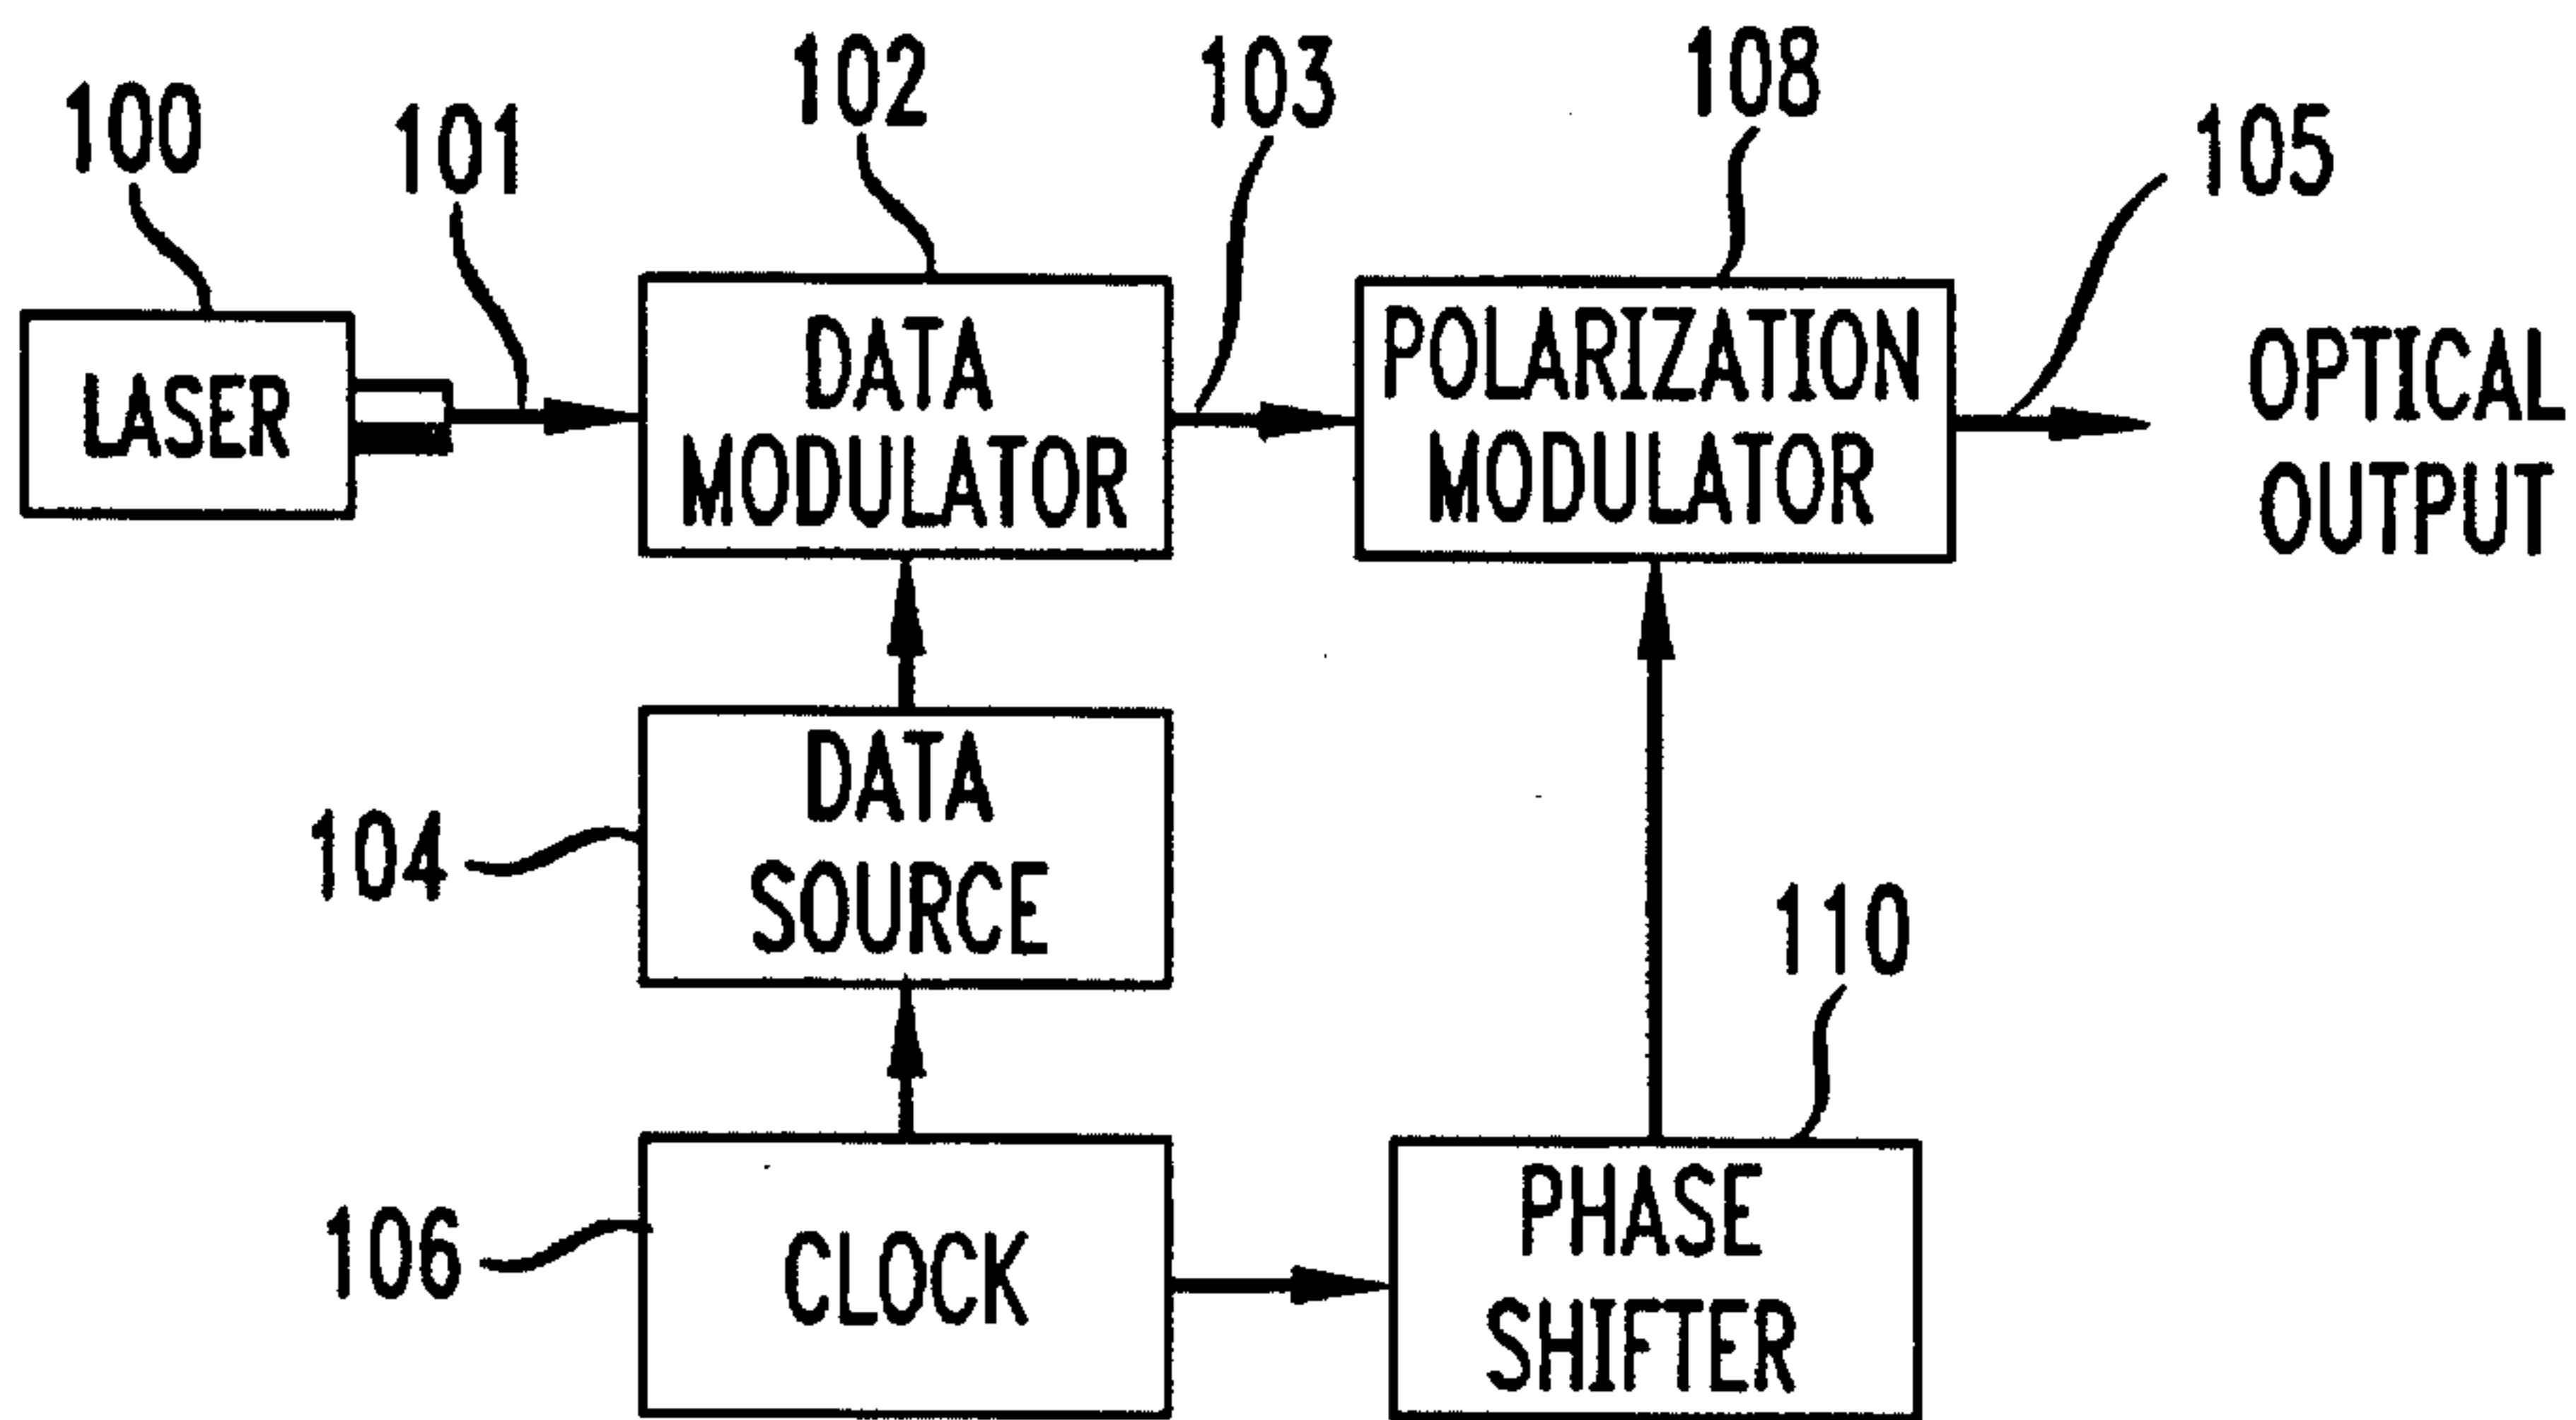 100
101
102
103
108
105
LASER
DATA
MODULATOR
POLARIZATION
MODULATOR
OPTICAL
OUTPUT
104
DATA
SOURCE
110
106
CLOCK
PHASE
SHIFTER